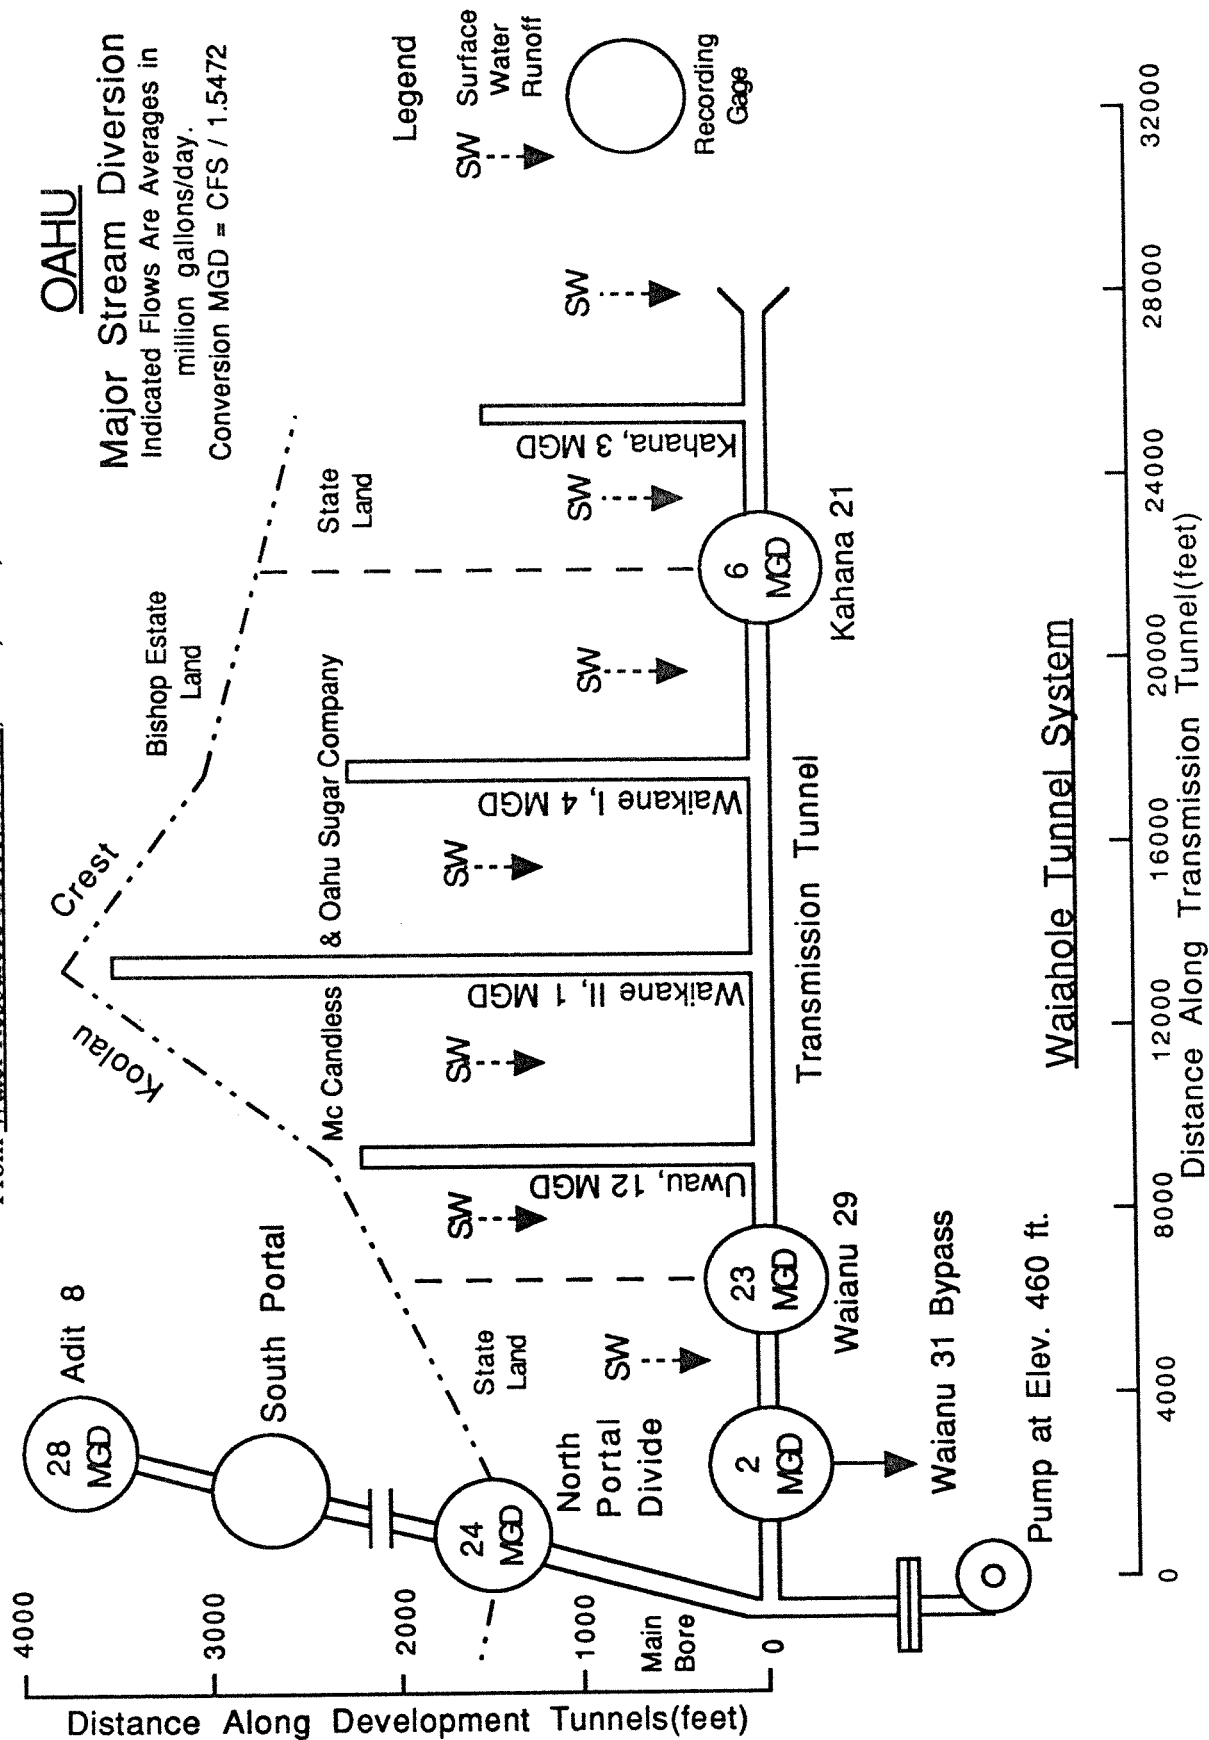 OAHU
Major Stream Diversion
Indicated Flows Are Averages in
million gallons/day.
Conversion MGD = CFS / 1.5472
Legend
SW Surface
Water
Runoff
Recording
Gage
Adit 8
28
MGD
South Portal
24
MGD
North
Portal
Divide
Koolau
Crest
Bishop Estate
Land
State
Land
Mc Candless & Oahu Sugar Company
State
Land
SW
SW
SW
SW
SW
SW
SW
Uwau, 12 MGD
Waikane II, 1 MGD
Waikane I, 4 MGD
Kahana, 3 MGD
2
MGD
23
MGD
6
MGD
Waianu 29
Transmission Tunnel
Kahana 21
Waianu 31 Bypass
Pump at Elev. 460 ft.
Main
Bore
Waiahole Tunnel System
4000
3000
2000
1000
0
Distance Along Development Tunnels(feet)
0
4000
8000
12000
16000
20000
24000
28000
32000
Distance Along Transmission Tunnel(feet)